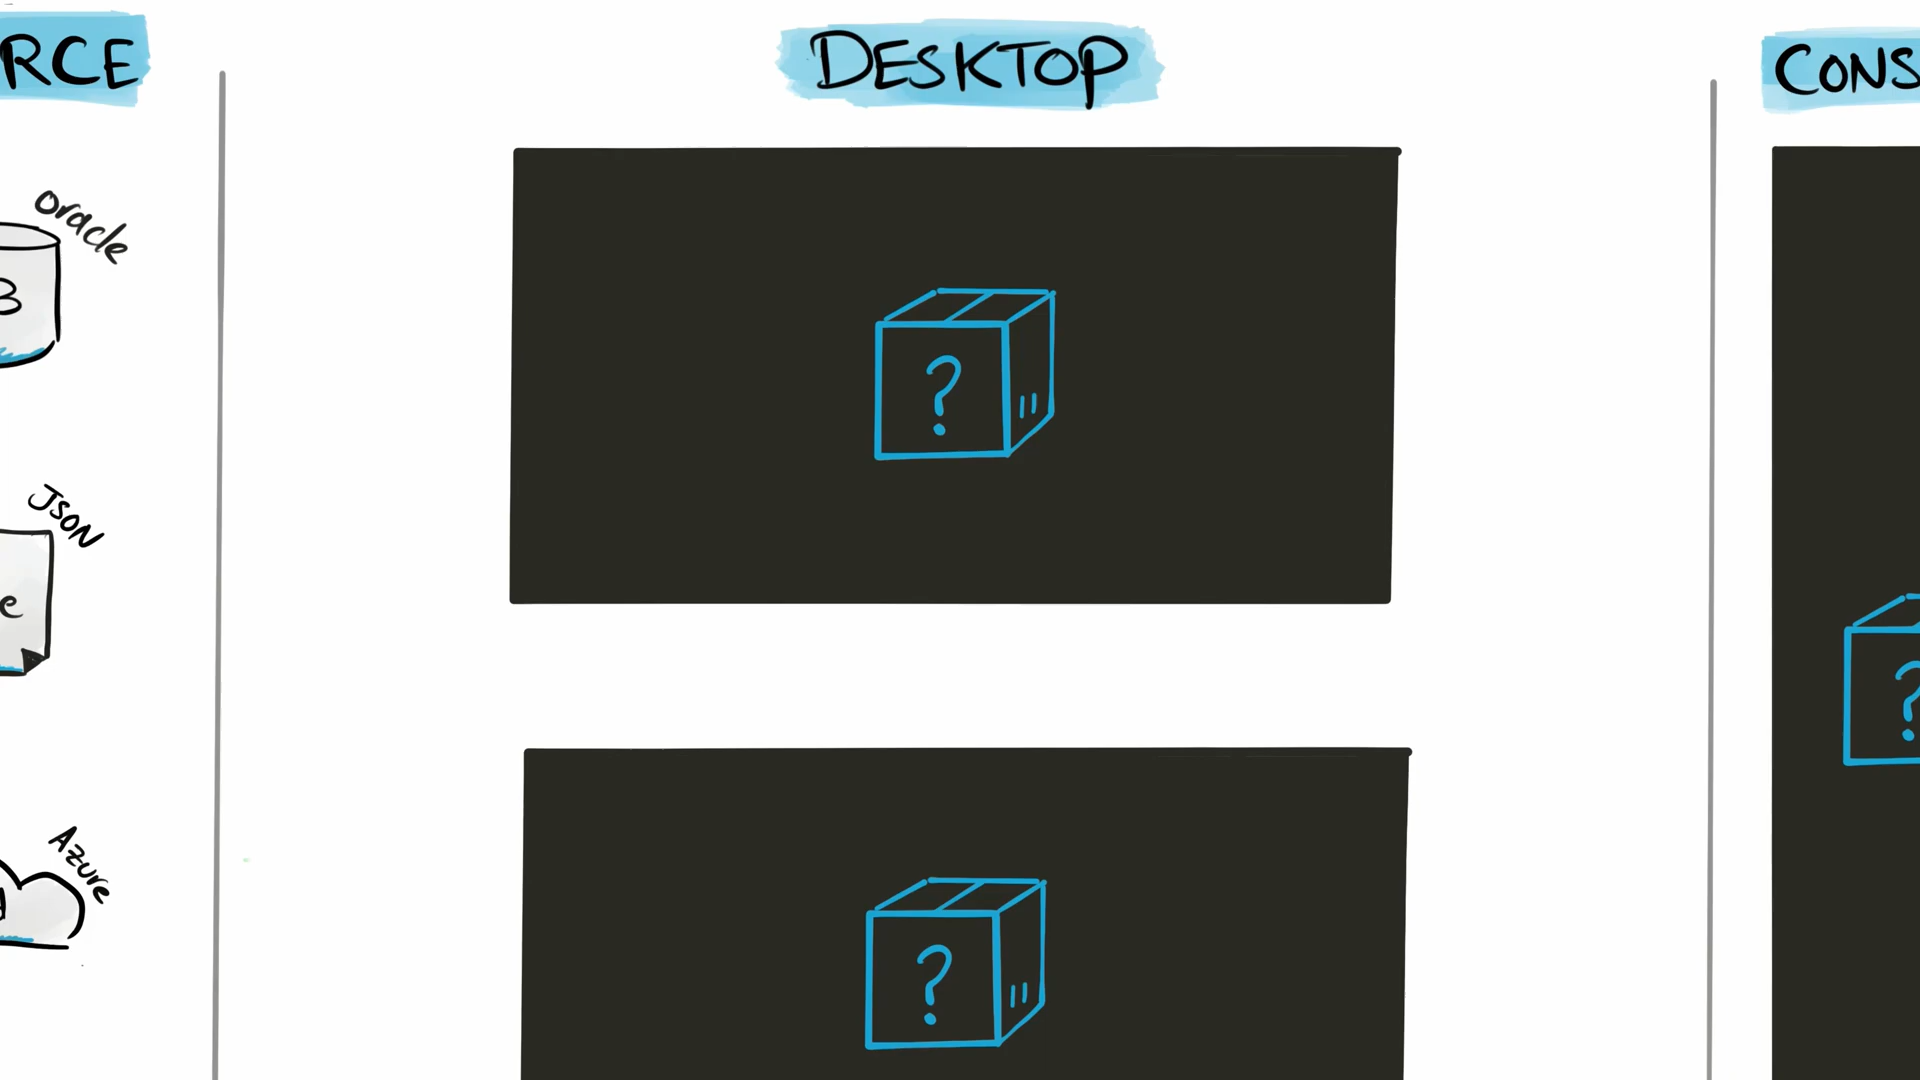 RCE
DESKTOP
CONS
Oracle
B
?
JSON
e
?
Azure
?